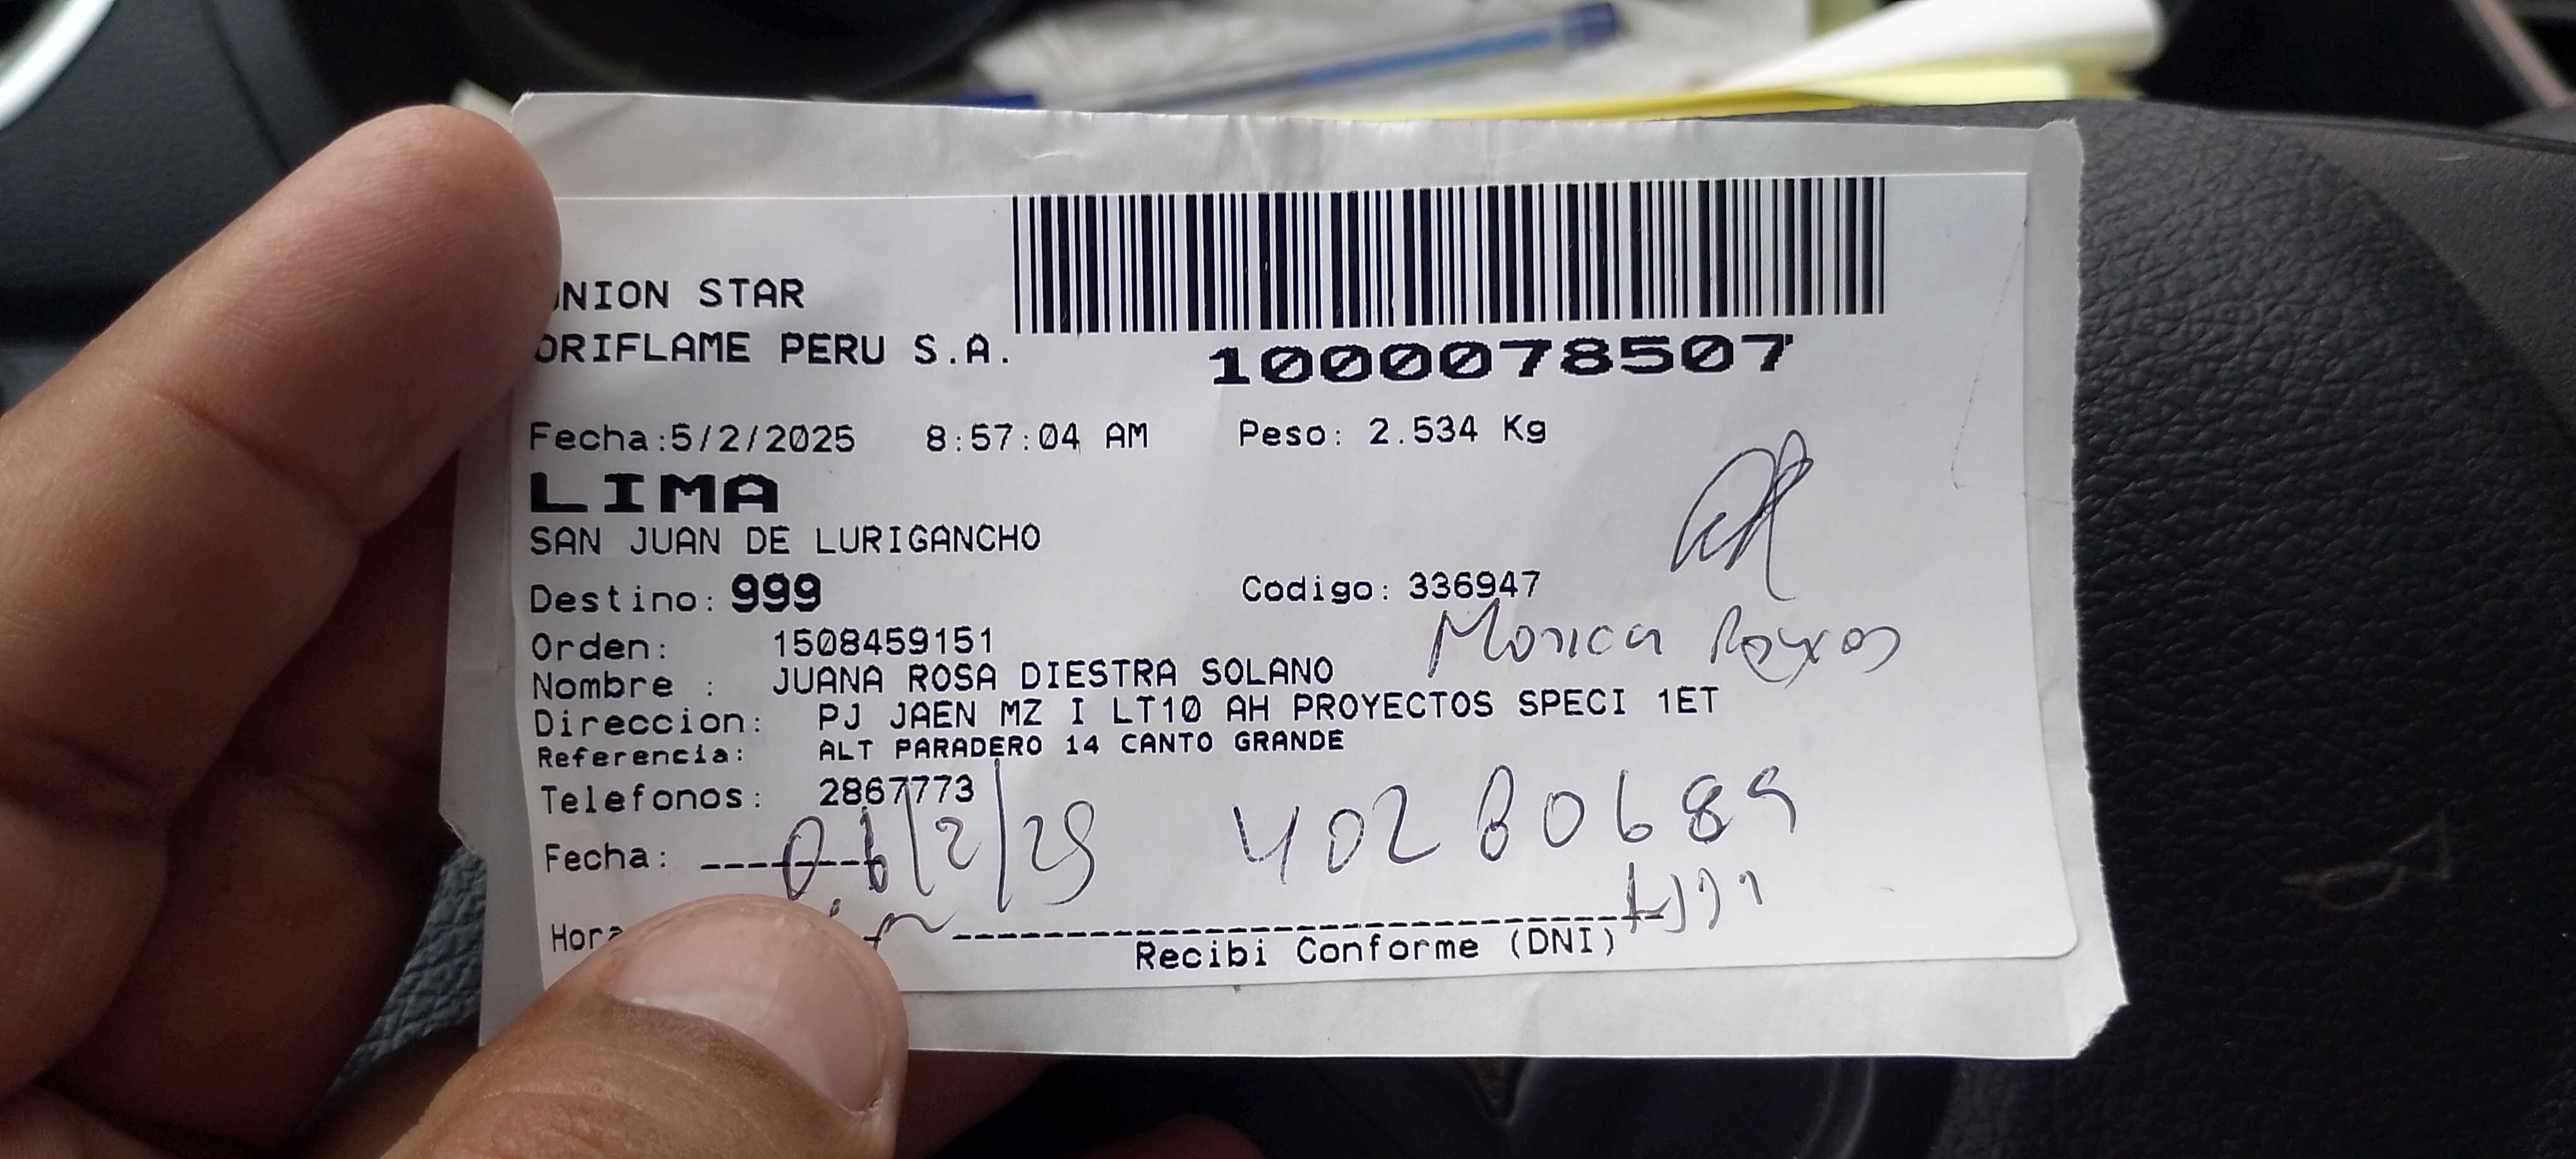 UNION STAR
ORIFLAME PERU S.A.
1000078507
Fecha:5/2/2025 8:57:04 AM Peso: 2.534 Kg
LIMA
SAN JUAN DE LURIGANCHO
Destino: 999 Codigo: 336947
Orden: 1508459151
Monica
Nombre : JUANA ROSA DIESTRA SOLANO
Direccion: PJ JAEN MZ I LT10 AH PROYECTOS SPECI 1ET
Referencia: ALT PARADERO 14 CANTO GRANDE
Telefonos: 2867773
Fecha: 06/2/25 40280689
Hora
Recibi Conforme (DNI)